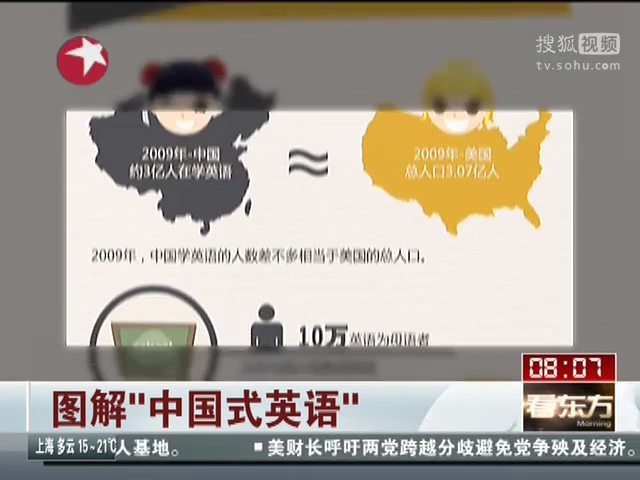 搜狐视频
tv.sohu.com
2009年-中国
约3亿人在学英语
≈
2009年-美国
总人口3.07亿人
2009年，中国学英语的人数差不多相当于美国的总人口。
10万英语为母语者
08:07
图解"中国式英语"
看东方
Morning
上海 多云 15~21℃
人基地。
■美财长呼吁两党跨越分歧避免党争殃及经济。